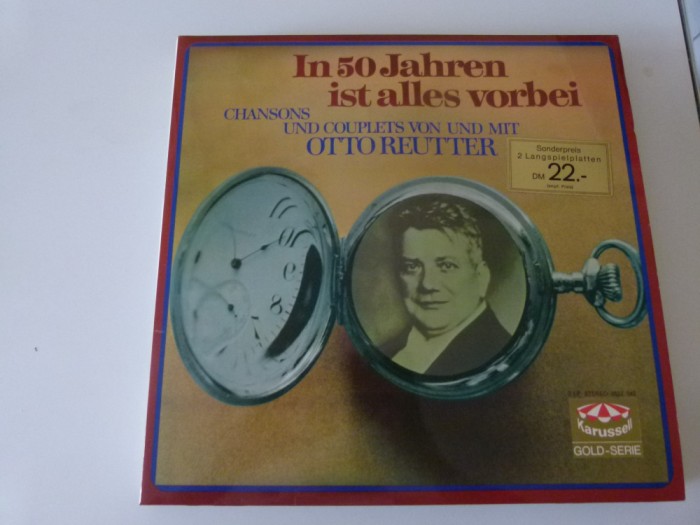 In 50 Jahren
ist alles vorbei
CHANSONS
UND COUPLETS VON UND MIT
OTTO REUTTER
Sonderpreis
2 Langspielplatten
DM 22.-
Karussell
GOLD-SERIE